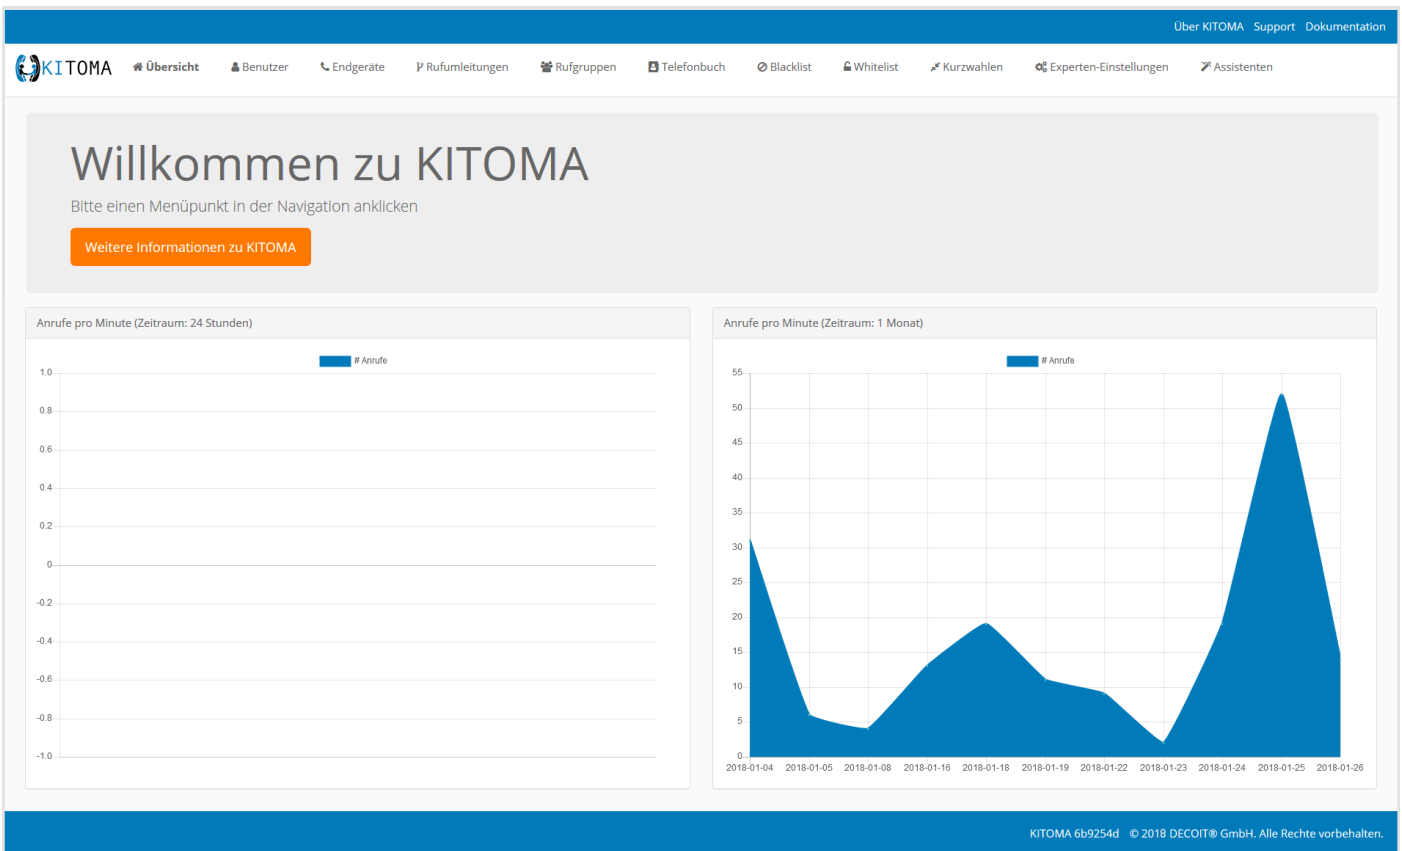 Über KITOMA Support Dokumentation
KITOMA Übersicht Benutzer Endgeräte Rufumleitungen Rufgruppen Telefonbuch Blacklist Whitelist Kurzwahlen Experten-Einstellungen Assistenten
Willkommen zu KITOMA
Bitte einen Menüpunkt in der Navigation anklicken
Weitere Informationen zu KITOMA
Anrufe pro Minute (Zeitraum: 24 Stunden)
# Anrufe
1.0
0.8
0.6
0.4
0.2
0
-0.2
-0.4
-0.6
-0.8
-1.0
Anrufe pro Minute (Zeitraum: 1 Monat)
# Anrufe
55
50
45
40
35
30
25
20
15
10
5
0
2018-01-04 2018-01-05 2018-01-08 2018-01-16 2018-01-18 2018-01-19 2018-01-22 2018-01-23 2018-01-24 2018-01-25 2018-01-26
KITOMA 6b9254d © 2018 DECOIT® GmbH. Alle Rechte vorbehalten.